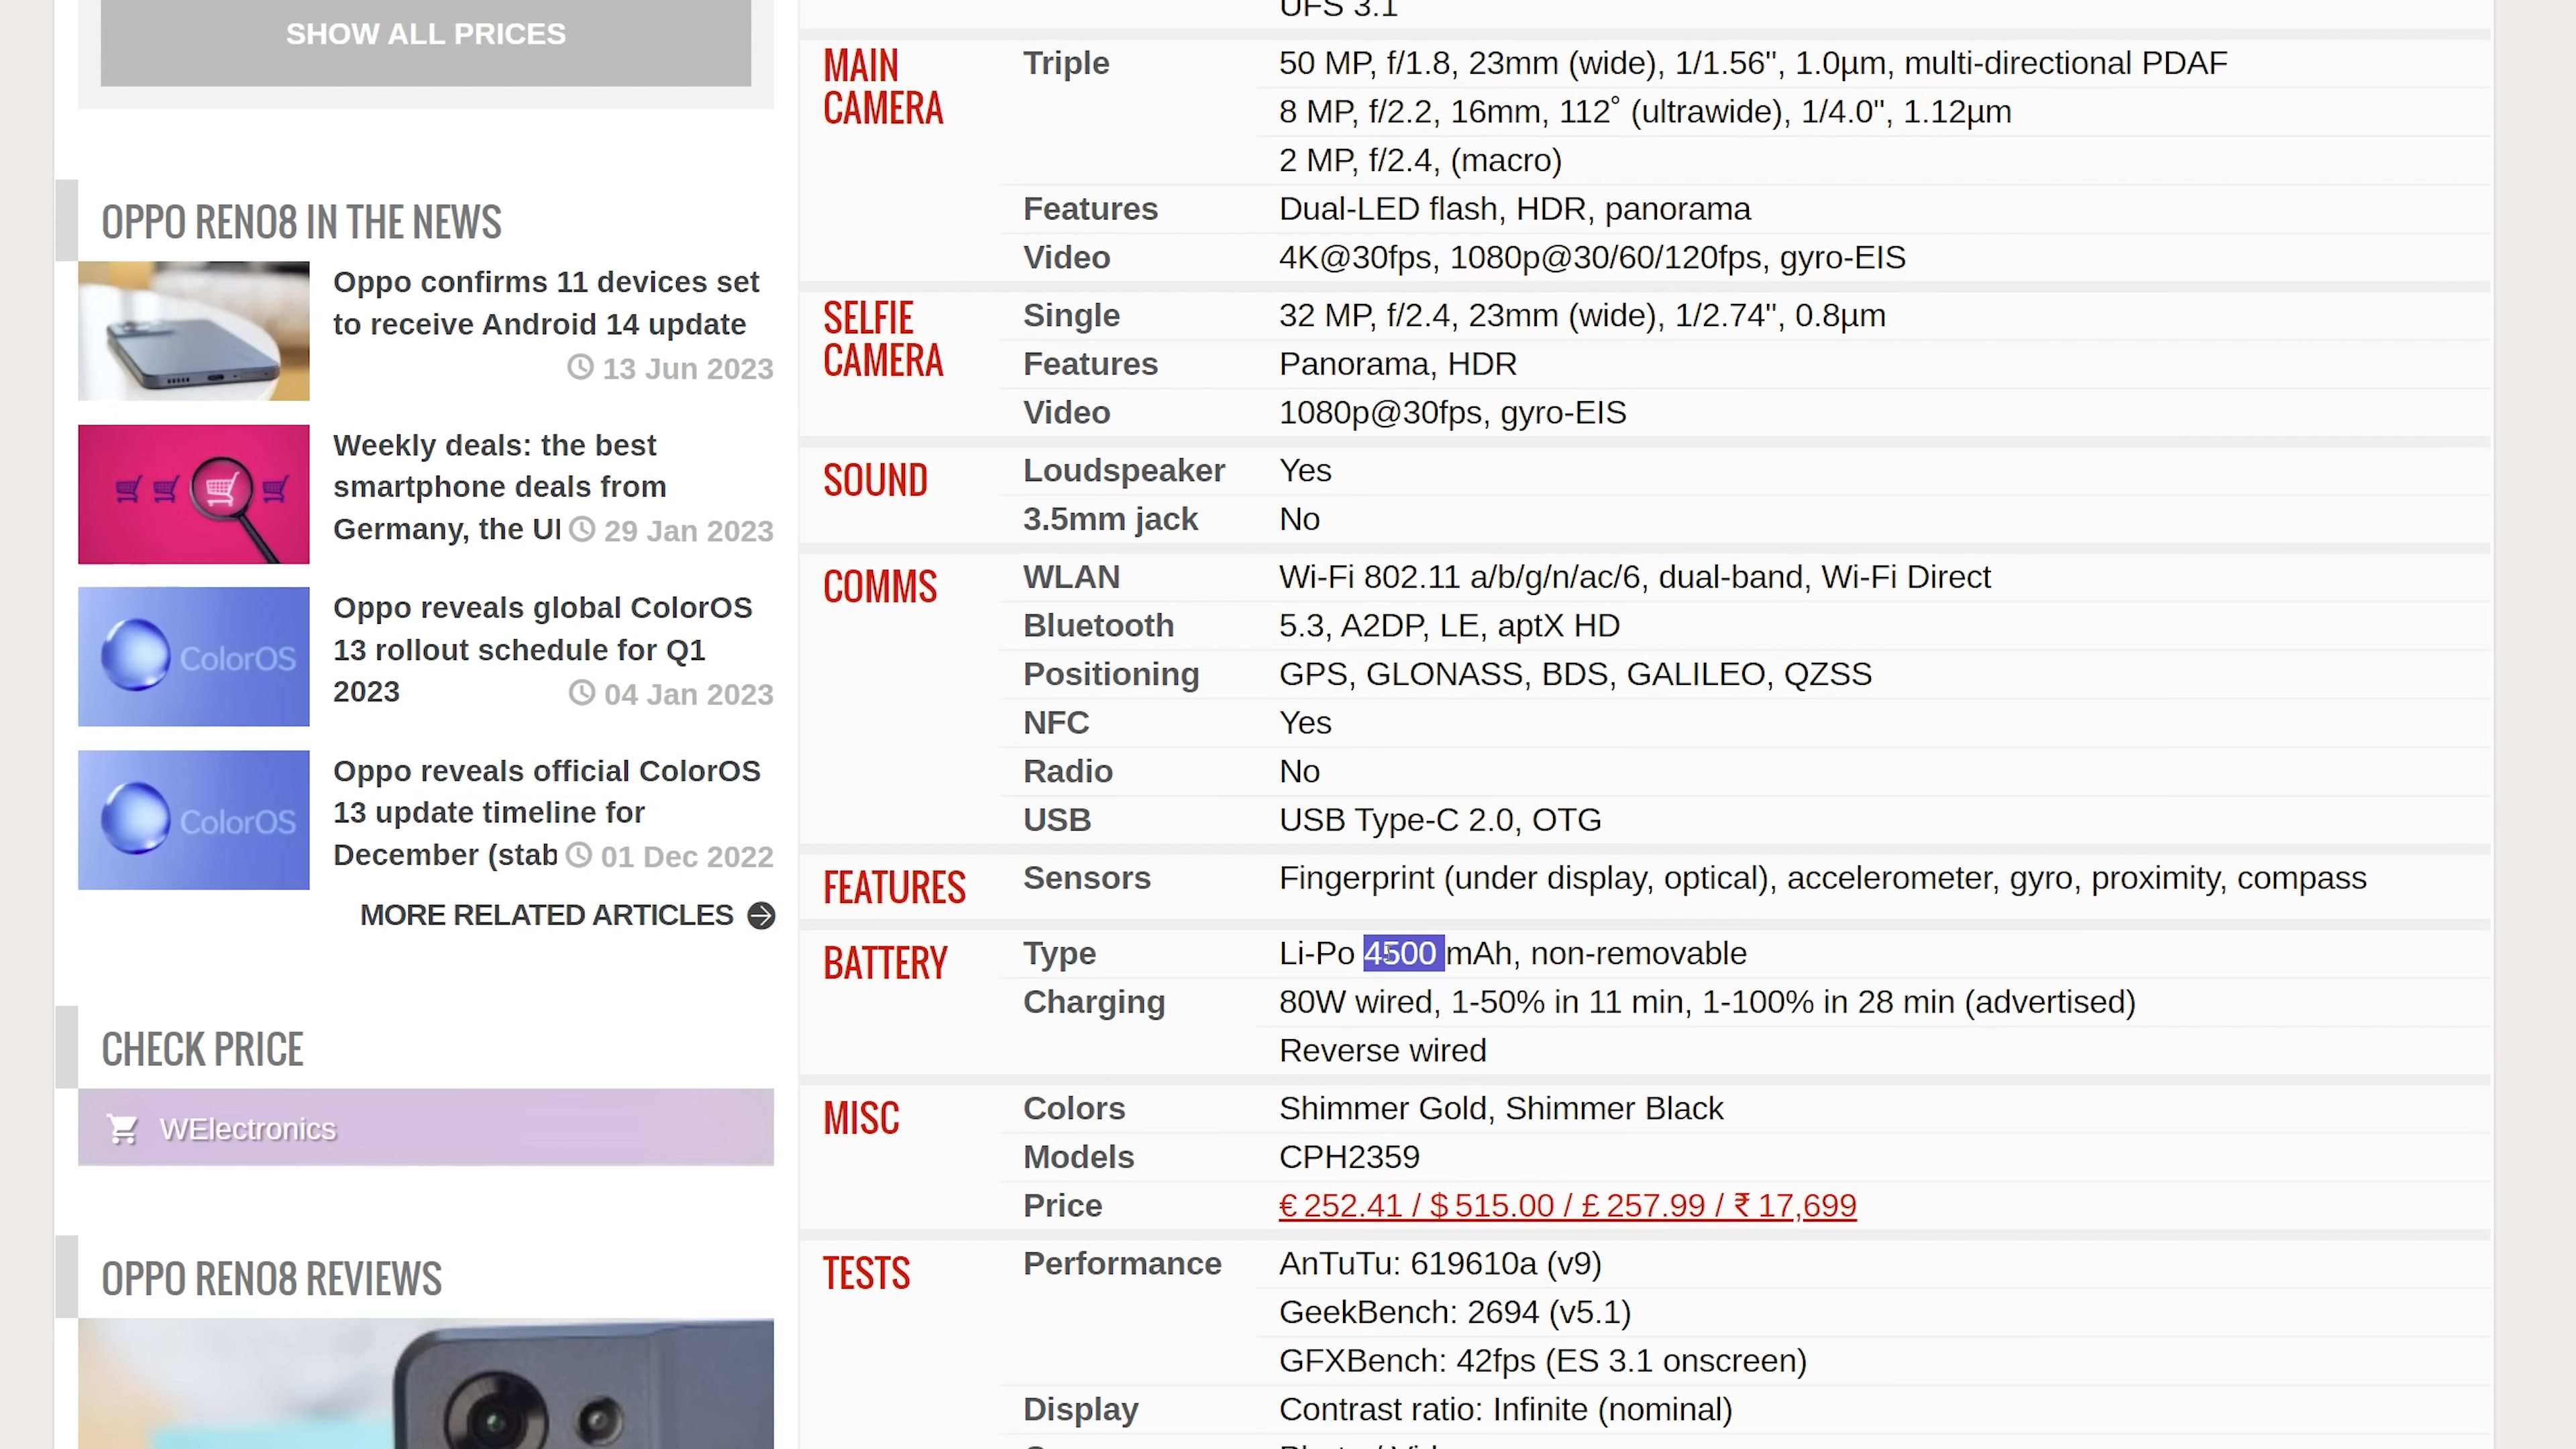 SHOW ALL PRICES
OPPO RENO8 IN THE NEWS
Oppo confirms 11 devices set
to receive Android 14 update
13 Jun 2023
Weekly deals: the best
smartphone deals from
Germany, the UI
29 Jan 2023
ColorOS
Oppo reveals global ColorOS
13 rollout schedule for Q1
2023
04 Jan 2023
ColorOS
Oppo reveals official ColorOS
13 update timeline for
December (stab
01 Dec 2022
MORE RELATED ARTICLES
CHECK PRICE
WElectronics
OPPO RENO8 REVIEWS
UFS 3.1
MAIN
CAMERA
Triple
50 MP, f/1.8, 23mm (wide), 1/1.56", 1.0µm, multi-directional PDAF
8 MP, f/2.2, 16mm, 112˚ (ultrawide), 1/4.0", 1.12µm
2 MP, f/2.4, (macro)
Features Dual-LED flash, HDR, panorama
Video 4K@30fps, 1080p@30/60/120fps, gyro-EIS
SELFIE
CAMERA
Single 32 MP, f/2.4, 23mm (wide), 1/2.74", 0.8µm
Features Panorama, HDR
Video 1080p@30fps, gyro-EIS
SOUND
Loudspeaker Yes
3.5mm jack No
COMMS
WLAN Wi-Fi 802.11 a/b/g/n/ac/6, dual-band, Wi-Fi Direct
Bluetooth 5.3, A2DP, LE, aptX HD
Positioning GPS, GLONASS, BDS, GALILEO, QZSS
NFC Yes
Radio No
USB USB Type-C 2.0, OTG
FEATURES
Sensors Fingerprint (under display, optical), accelerometer, gyro, proximity, compass
BATTERY
Type Li-Po 4500 mAh, non-removable
Charging 80W wired, 1-50% in 11 min, 1-100% in 28 min (advertised)
Reverse wired
MISC
Colors Shimmer Gold, Shimmer Black
Models CPH2359
Price € 252.41 / $ 515.00 / £ 257.99 / ₹ 17,699
TESTS
Performance AnTuTu: 619610a (v9)
GeekBench: 2694 (v5.1)
GFXBench: 42fps (ES 3.1 onscreen)
Display Contrast ratio: Infinite (nominal)